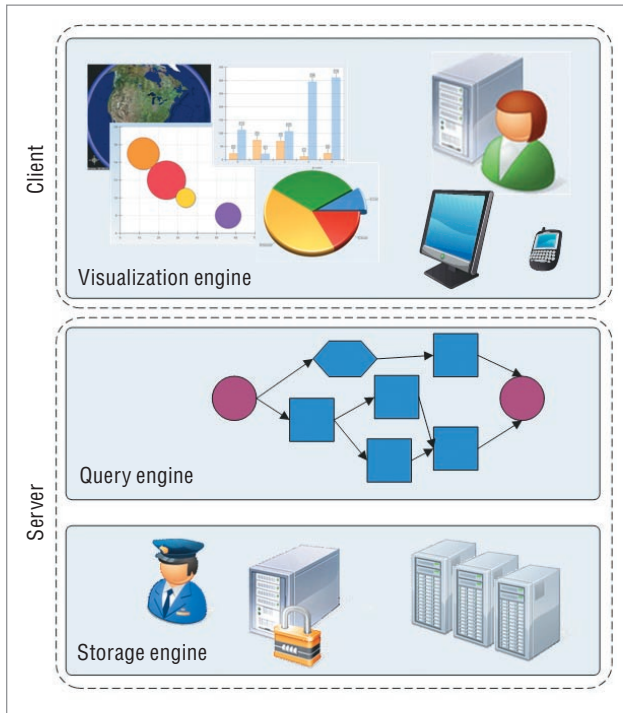 Client
Visualization engine
Server
Query engine
Storage engine